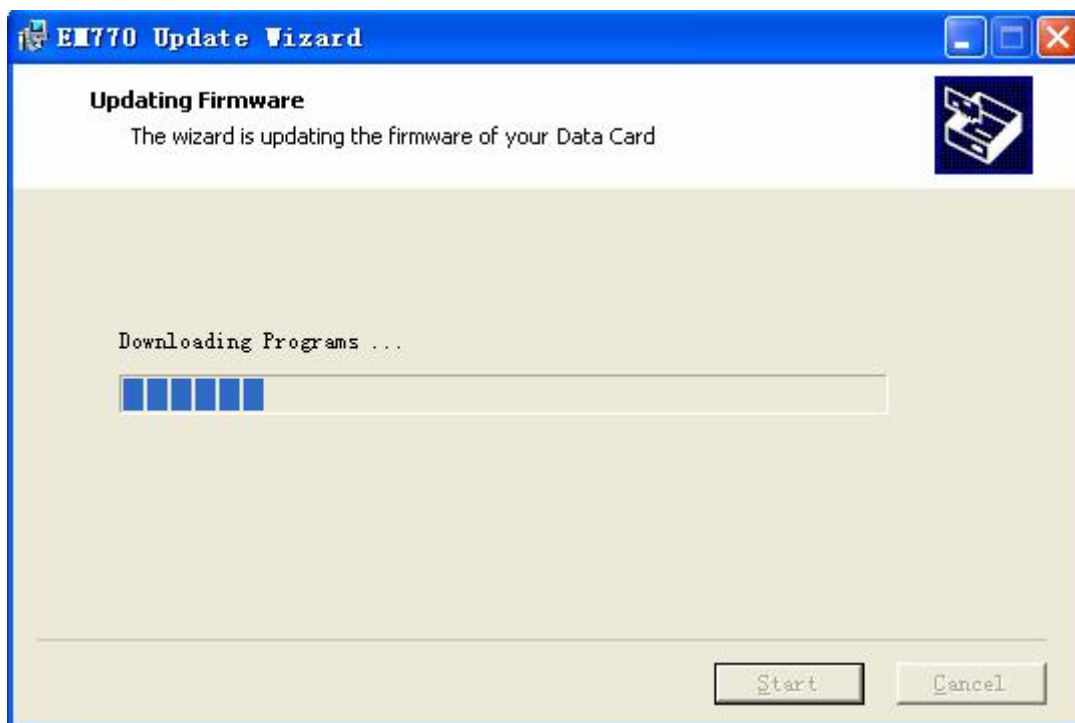 EM770 Update Wizard
Updating Firmware
The wizard is updating the firmware of your Data Card
Downloading Programs ...
Start
Cancel